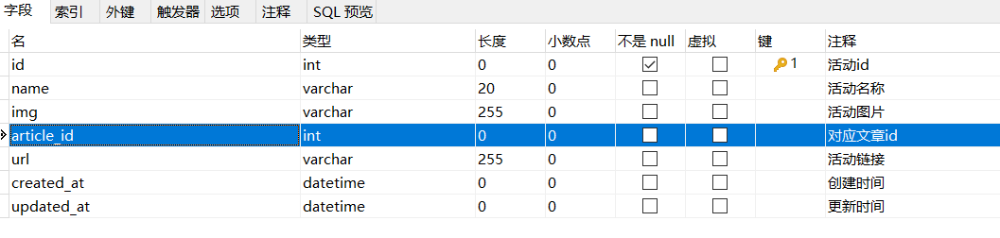 字段 索引 外键 触发器 选项 注释 SQL 预览
名 类型 长度 小数点 不是 null 虚拟 键 注释
id int 0 0 1 活动id
name varchar 20 0 活动名称
img varchar 255 0 活动图片
article_id int 0 0 对应文章id
url varchar 255 0 活动链接
created_at datetime 0 0 创建时间
updated_at datetime 0 0 更新时间